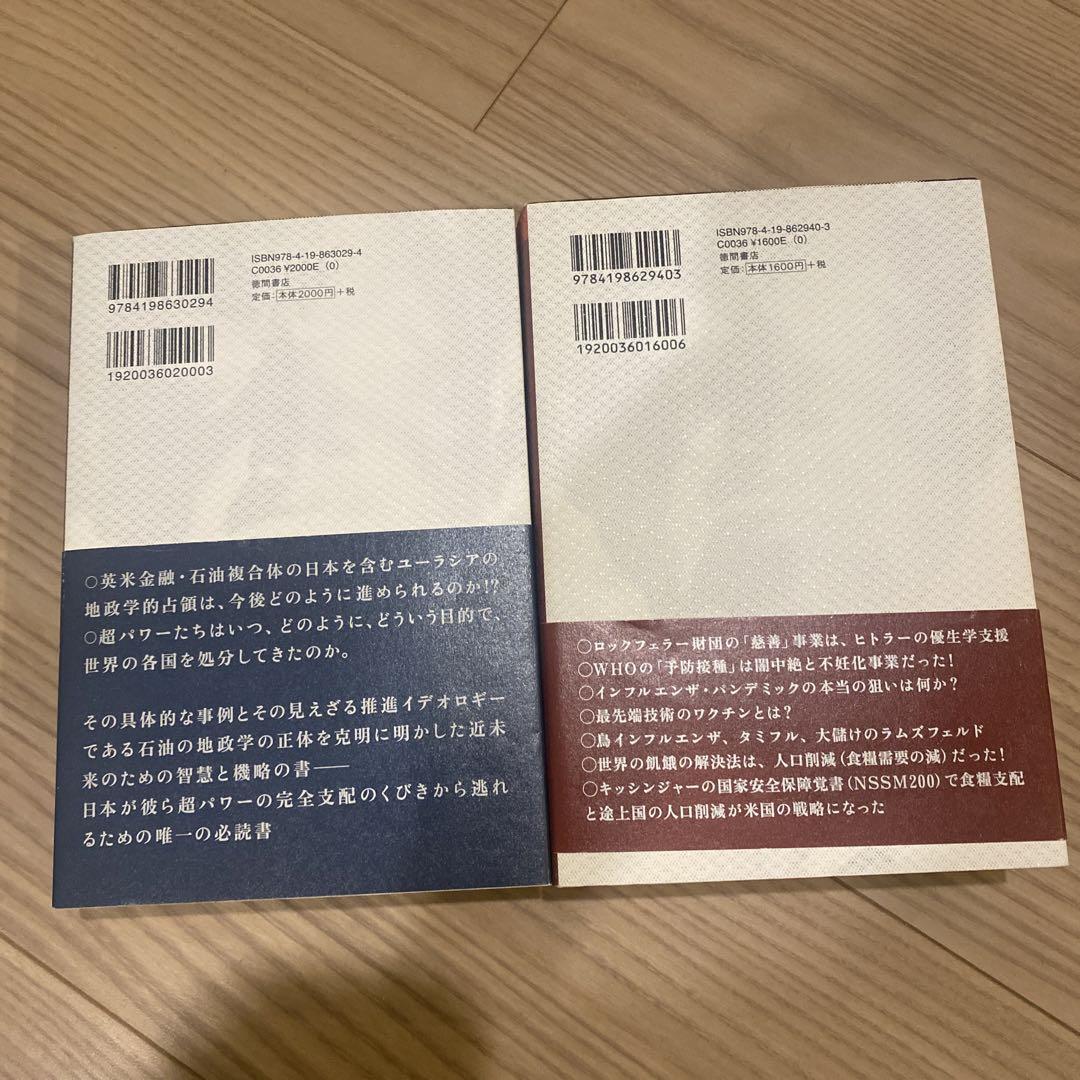 ISBN978-4-19-863029-4
C0036 ¥2000E (0)
徳間書店
定価:本体2000円+税
9784198630294
1920036020003
○英米金融・石油複合体の日本を含むユーラシアの
地政学的占領は、今後どのように進められるのか!?
○超パワーたちはいつ、どのように、どういう目的で、
世界の各国を処分してきたのか。
その具体的な事例とその見えざる推進イデオロギー
である石油の地政学の正体を克明に明かした近未
来のための智慧と機略の書――
日本が彼ら超パワーの完全支配のくびきから逃れ
るための唯一の必読書
ISBN978-4-19-862940-3
C0036 ¥1600E (0)
徳間書店
定価:本体1600円+税
9784198629403
1920036016006
○ロックフェラー財団の「慈善」事業は、ヒトラーの優生学支援
○WHOの「予防接種」は闇中絶と不妊化事業だった!
○インフルエンザ・パンデミックの本当の狙いは何か?
○最先端技術のワクチンとは?
○鳥インフルエンザ、タミフル、大儲けのラムズフェルド
○世界の飢餓の解決法は、人口削減(食糧需要の減)だった!
○キッシンジャーの国家安全保障覚書(NSSM200)で食糧支配
と途上国の人口削減が米国の戦略になった